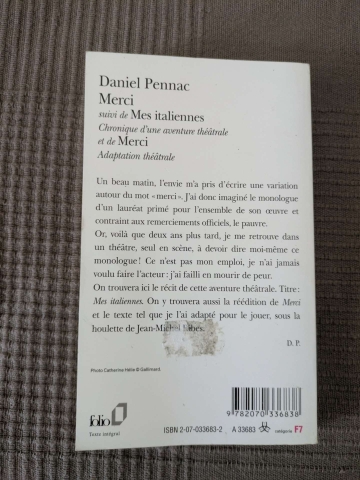 Daniel Pennac
Merci
suivi de Mes italiennes
Chronique d'une aventure théâtrale
et de Merci
Adaptation théâtrale
Un beau matin, l'envie m'a pris d'écrire une variation
autour du mot « merci ». J'ai donc imaginé le monologue
d'un lauréat primé pour l'ensemble de son œuvre et
contraint aux remerciements officiels, le pauvre.
Or, voilà que deux ans plus tard, je me retrouve dans
un théâtre, seul en scène, à devoir dire moi-même ce
monologue ! Ce n'est pas mon emploi, je n'ai jamais
voulu faire l'acteur : j'ai failli en mourir de peur.
On trouvera ici le récit de cette aventure théâtrale. Titre :
Mes italiennes. On y trouvera aussi la réédition de Merci
et le texte tel que je l'ai adapté pour le jouer, sous la
houlette de Jean-Michel
D. P.
Photo Catherine Hélie © Gallimard.
folio
Texte intégral
9 782070 336838
ISBN 2-07-033683-2 A 33683 catégorie F7